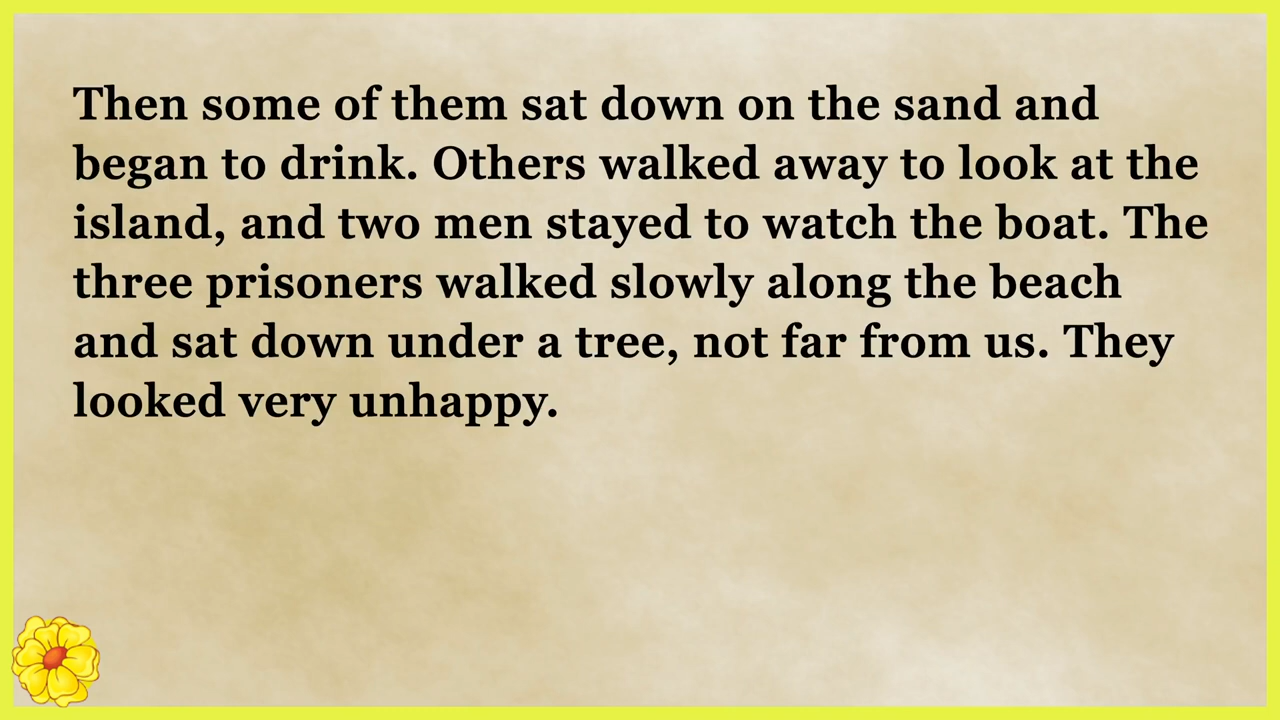 Then some of them sat down on the sand and
began to drink. Others walked away to look at the
island, and two men stayed to watch the boat. The
three prisoners walked slowly along the beach
and sat down under a tree, not far from us. They
looked very unhappy.